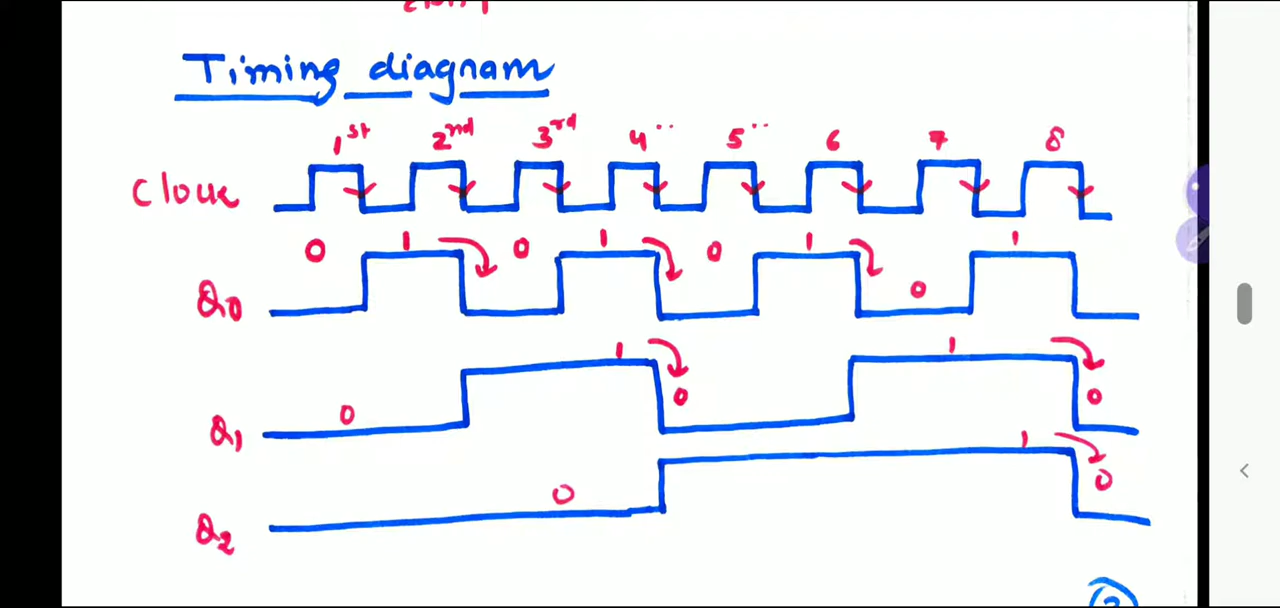 Timing diagram
1st 2nd 3rd 4" 5" 6 7 8
Clouk
0 1 0 1 0 1 0 1
Q0
1 0 1 0
0
Q1
1 0
0
Q2